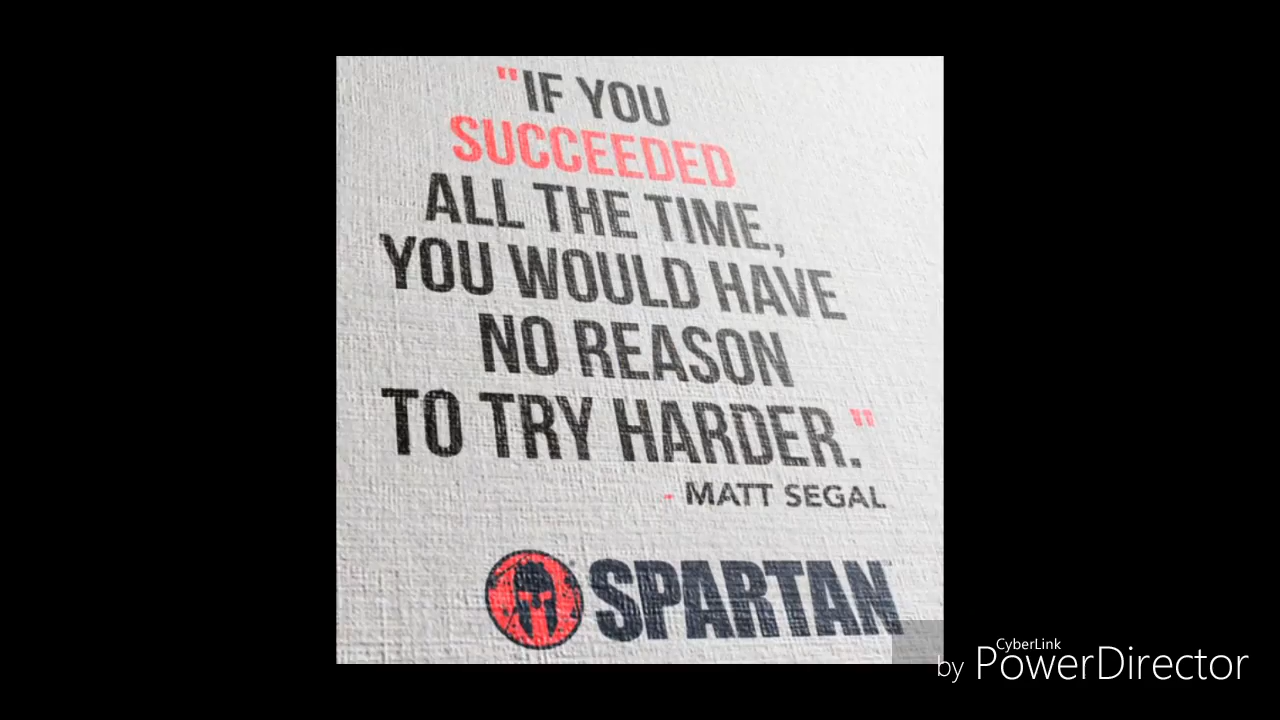 "IF YOU
SUCCEEDED
ALL THE TIME,
YOU WOULD HAVE
NO REASON
TO TRY HARDER."
- MATT SEGAL
SPARTAN
CyberLink
by PowerDirector